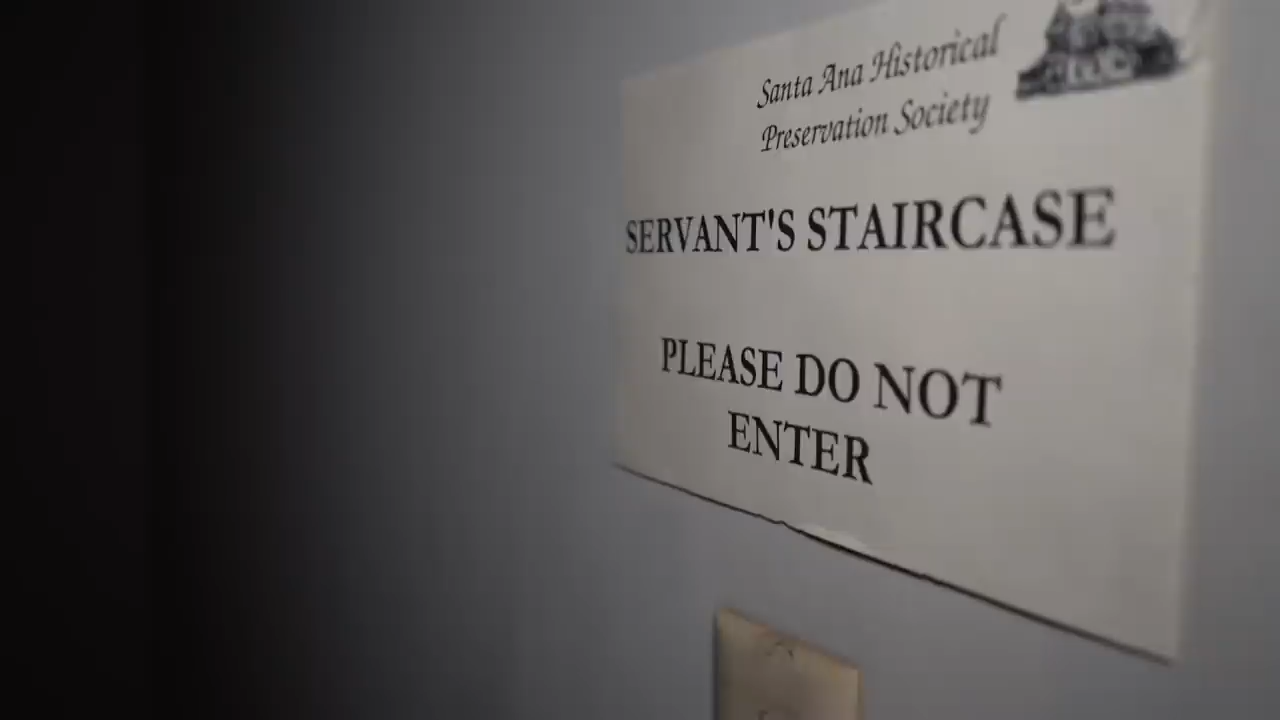 Santa Ana Historical
Preservation Society
SERVANT'S STAIRCASE
PLEASE DO NOT
ENTER